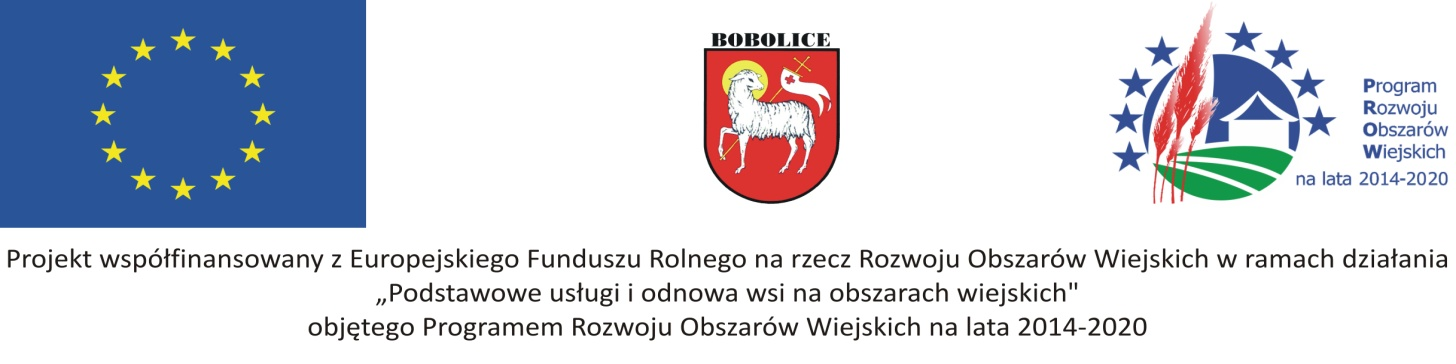 BOBOLICE
Program
Rozwoju
Obszarów
Wiejskich
na lata 2014-2020
Projekt współfinansowany z Europejskiego Funduszu Rolnego na rzecz Rozwoju Obszarów Wiejskich w ramach działania
„Podstawowe usługi i odnowa wsi na obszarach wiejskich"
objętego Programem Rozwoju Obszarów Wiejskich na lata 2014-2020